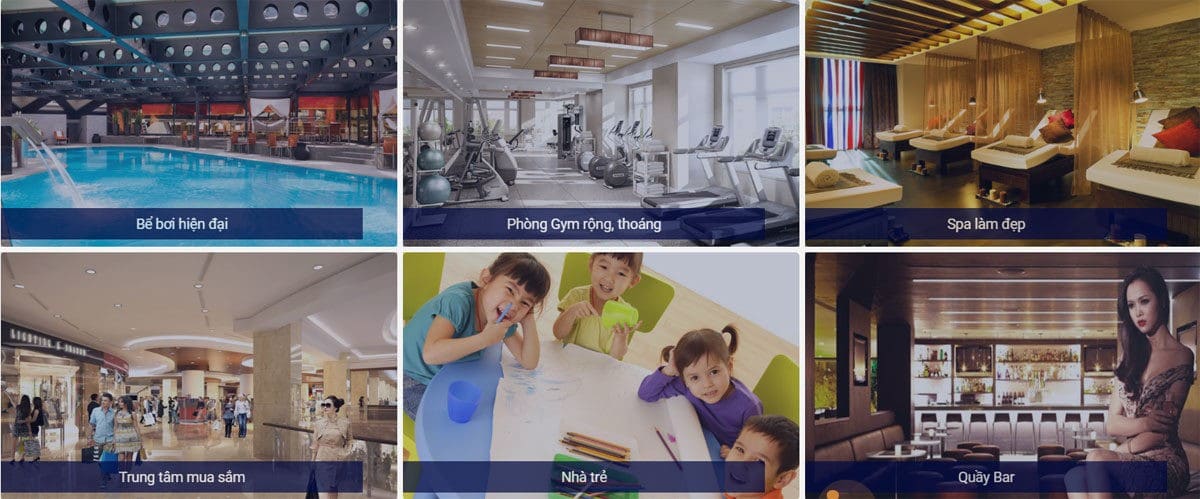 Bể bơi hiện đại
Phòng Gym rộng, thoáng
Spa làm đẹp
Trung tâm mua sắm
Nhà trẻ
Quầy Bar